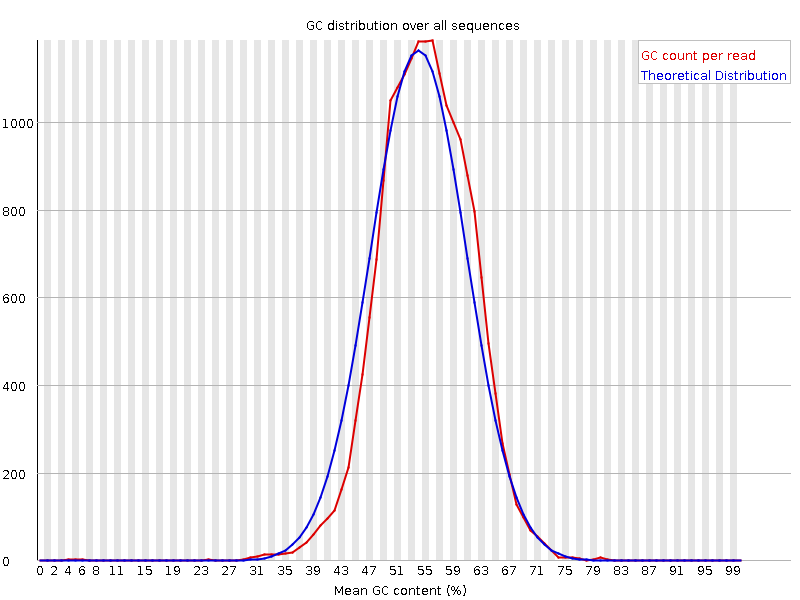 GC distribution over all sequences
GC count per read
Theoretical Distribution
1000
800
600
400
200
0
0 2 4 6 8 11 15 19 23 27 31 35 39 43 47 51 55 59 63 67 71 75 79 83 87 91 95 99
Mean GC content (%)